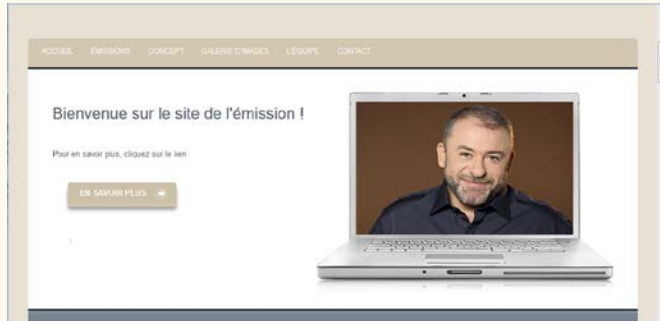 ACCUEIL ÉMISSIONS CONCEPT GALERIE D'IMAGES L'ÉQUIPE CONTACT
Bienvenue sur le site de l'émission !
Pour en savoir plus, cliquez sur le lien
EN SAVOIR PLUS